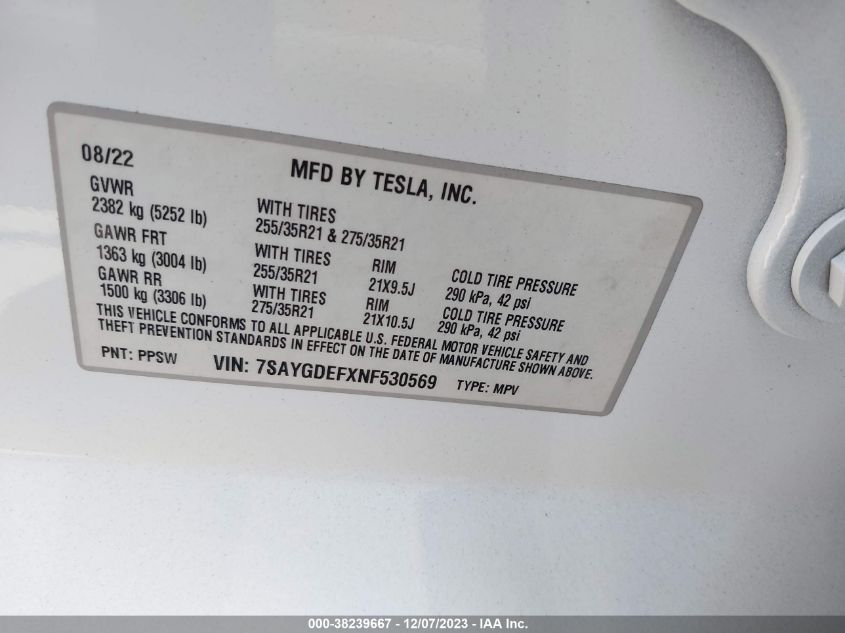 08/22
MFD BY TESLA, INC.
GVWR
2382 kg (5252 lb)
WITH TIRES
255/35R21 & 275/35R21
GAWR FRT
1363 kg (3004 lb)
WITH TIRES
255/35R21
RIM
21X9.5J
COLD TIRE PRESSURE
290 kPa, 42 psi
GAWR RR
1500 kg (3306 lb)
WITH TIRES
275/35R21
RIM
21X10.5J
COLD TIRE PRESSURE
290 kPa, 42 psi
THIS VEHICLE CONFORMS TO ALL APPLICABLE U.S. FEDERAL MOTOR VEHICLE SAFETY AND
THEFT PREVENTION STANDARDS IN EFFECT ON THE DATE OF MANUFACTURE SHOWN ABOVE.
PNT: PPSW VIN: 7SAYGDEFXNF530569 TYPE: MPV
000-38239667 - 12/07/2023 - IAA Inc.